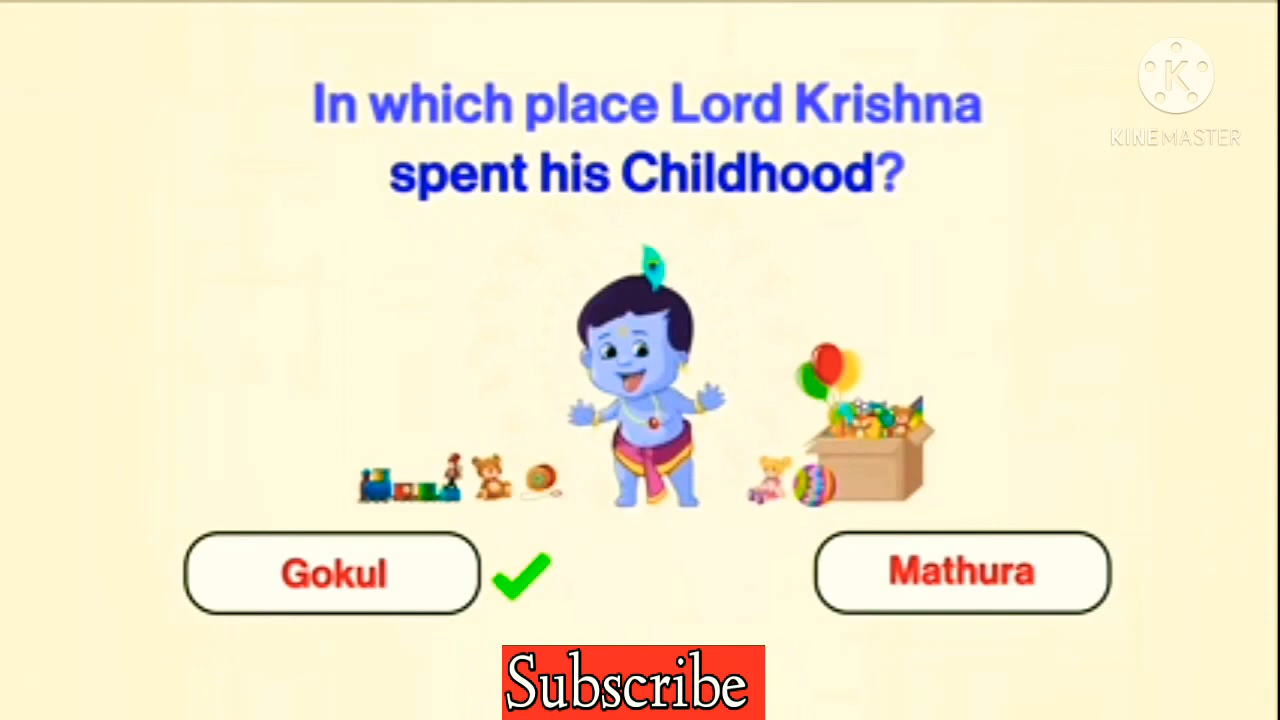 In which place Lord Krishna
spent his Childhood?
K
KINEMASTER
Gokul
Mathura
Subscribe